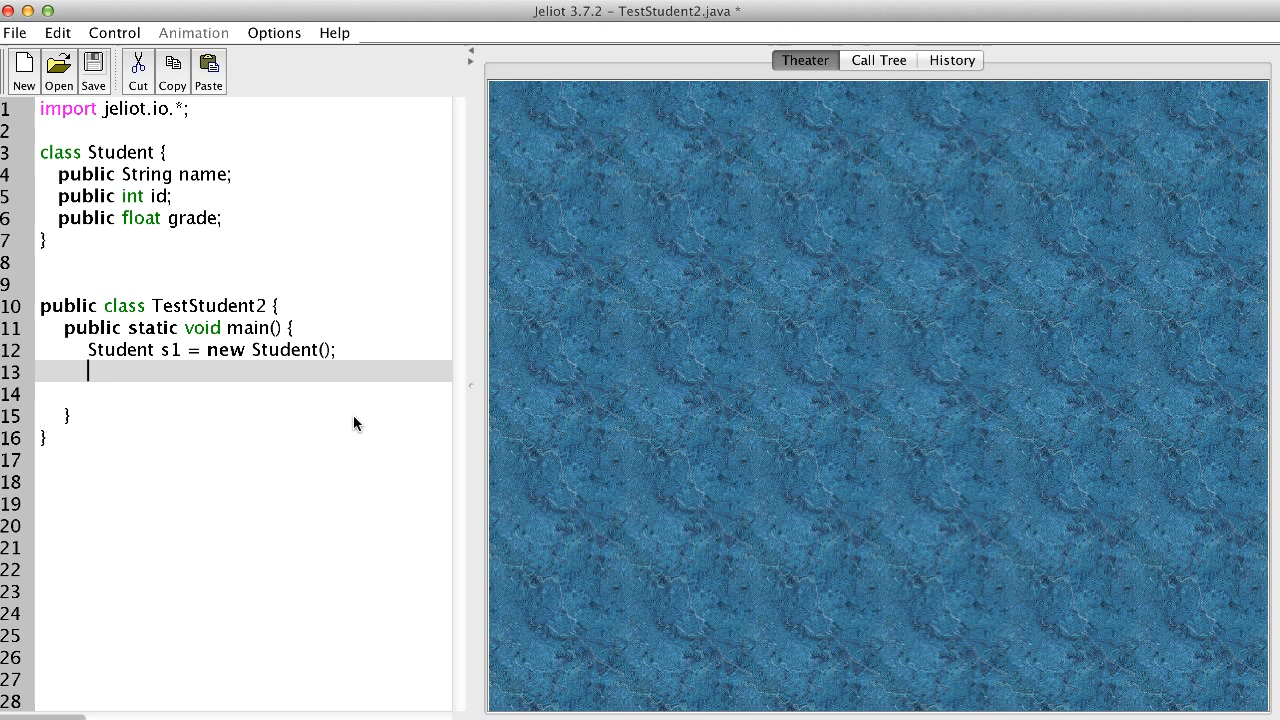 Jeliot 3.7.2 – TestStudent2.java *
File Edit Control Animation Options Help
New Open Save Cut Copy Paste
Theater Call Tree History
1 import jeliot.io.*;
2
3 class Student {
4 public String name;
5 public int id;
6 public float grade;
7 }
8
9
10 public class TestStudent2 {
11 public static void main() {
12 Student s1 = new Student();
13
14
15 }
16 }
17
18
19
20
21
22
23
24
25
26
27
28